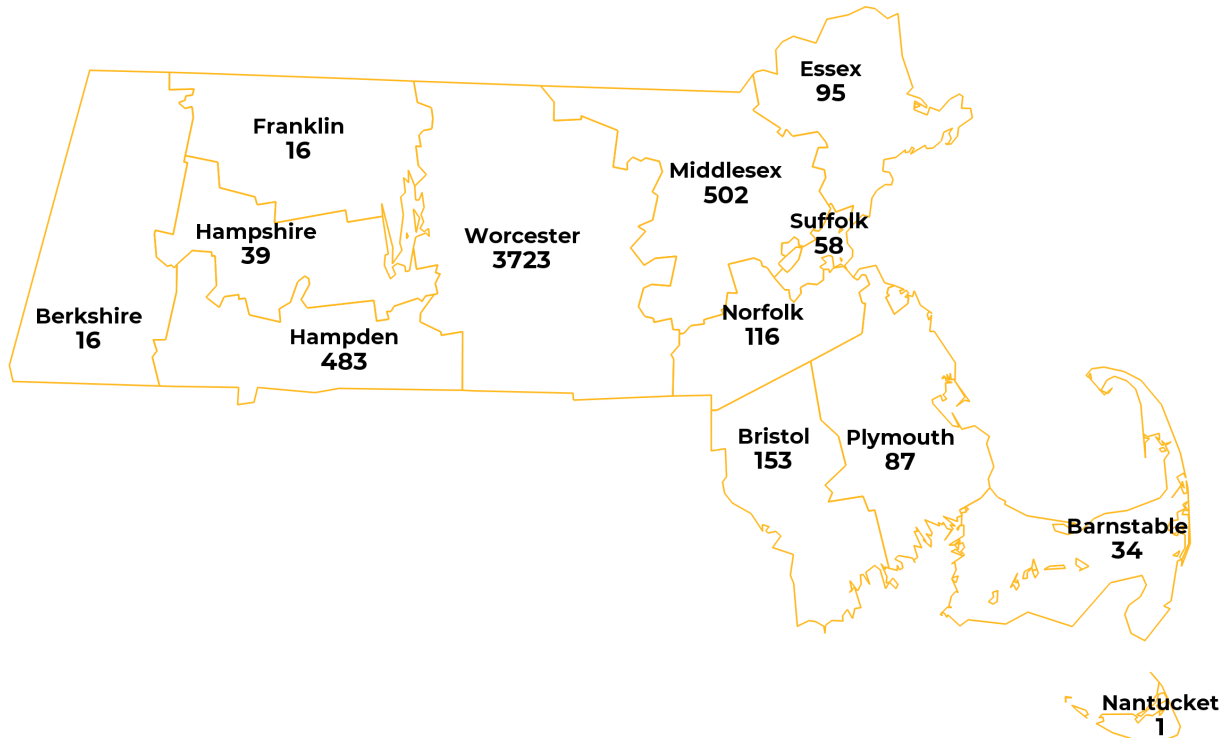 Essex
95
Franklin
16
Middlesex
502
Suffolk
58
Hampshire
39
Worcester
3723
Berkshire
16
Norfolk
116
Hampden
483
Bristol
153
Plymouth
87
Barnstable
34
Nantucket
1